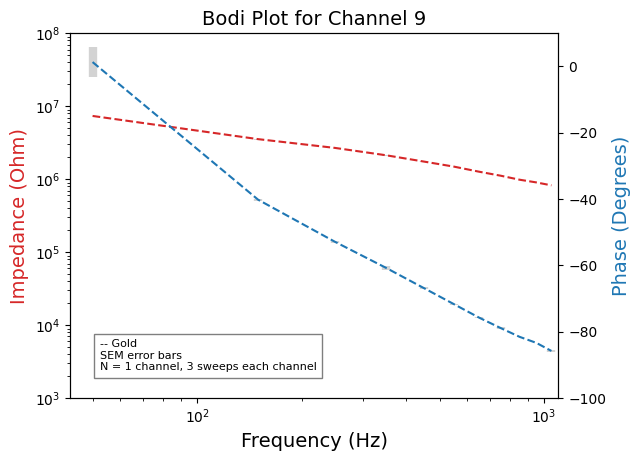 Bodi Plot for Channel 9
Impedance (Ohm)
10^8
10^7
10^6
10^5
10^4
10^3
-- Gold
SEM error bars
N = 1 channel, 3 sweeps each channel
10^2
10^3
Frequency (Hz)
0
−20
−40
−60
−80
−100
Phase (Degrees)